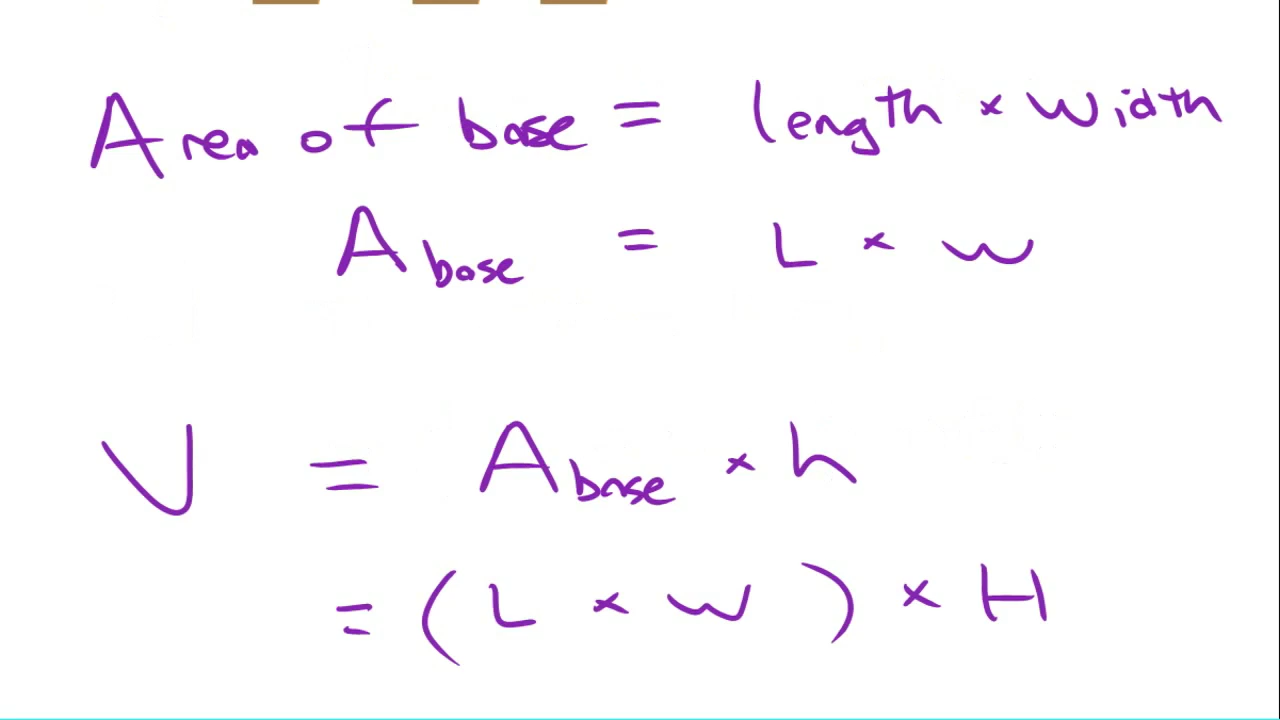 Area of base = length × width
A base = L × w
V = A base × h
= (L × w) × H